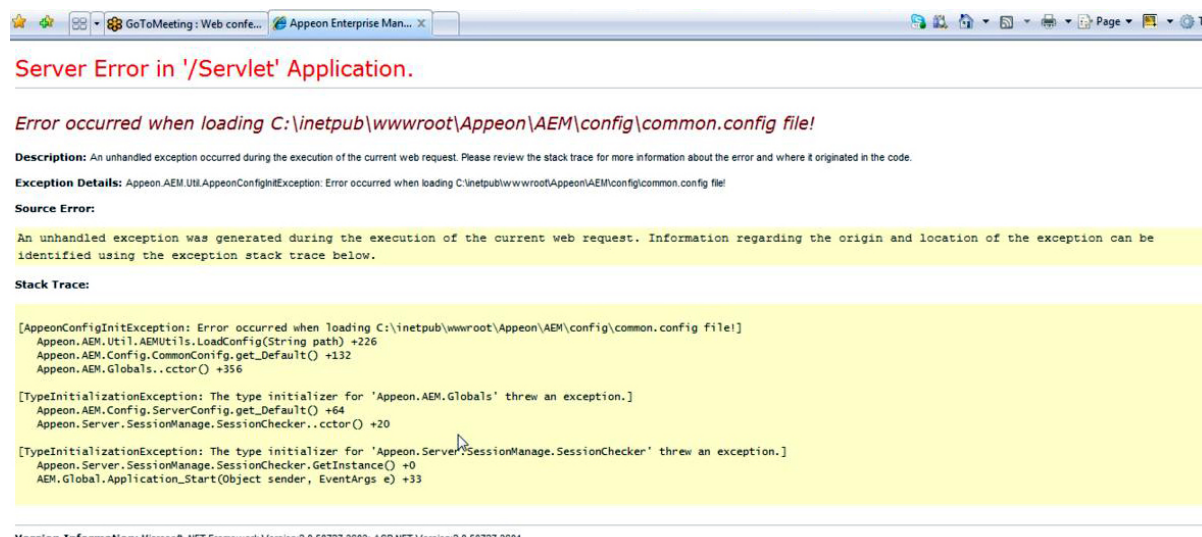 GoToMeeting : Web confe...
Appeon Enterprise Man... X
Page
Server Error in '/Servlet' Application.
Error occurred when loading C:\inetpub\wwwroot\Appeon\AEM\config\common.config file!
Description: An unhandled exception occurred during the execution of the current web request. Please review the stack trace for more information about the error and where it originated in the code.
Exception Details: Appeon.AEM.Util.AppeonConfigInitException: Error occurred when loading C:\inetpub\wwwroot\Appeon\AEM\config\common.config file!
Source Error:
An unhandled exception was generated during the execution of the current web request. Information regarding the origin and location of the exception can be
identified using the exception stack trace below.
Stack Trace:
[AppeonConfigInitException: Error occurred when loading C:\inetpub\wwwroot\Appeon\AEM\config\common.config file!]
Appeon.AEM.Util.AEMUtils.LoadConfig(String path) +226
Appeon.AEM.Config.CommonConifg.get_Default() +132
Appeon.AEM.Globals..cctor() +356
[TypeInitializationException: The type initializer for 'Appeon.AEM.Globals' threw an exception.]
Appeon.AEM.Config.ServerConfig.get_Default() +64
Appeon.Server.SessionManage.SessionChecker..cctor() +20
[TypeInitializationException: The type initializer for 'Appeon.Server.SessionManage.SessionChecker' threw an exception.]
Appeon.Server.SessionManage.SessionChecker.GetInstance() +0
AEM.Global.Application_Start(Object sender, EventArgs e) +33